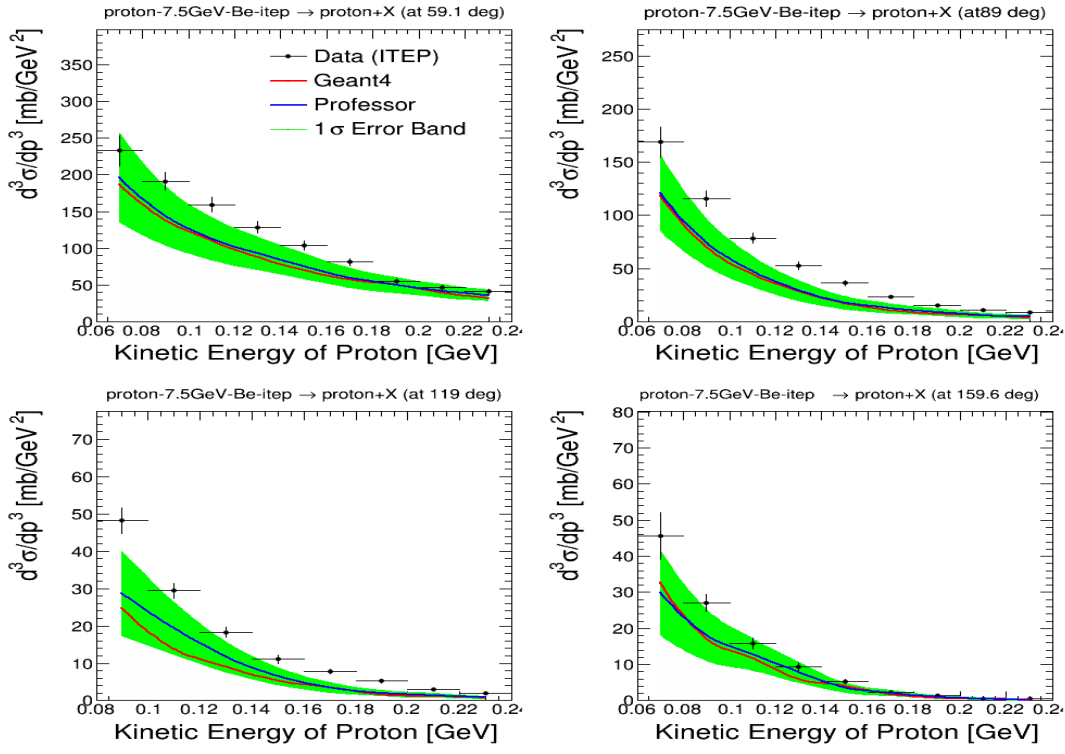 proton-7.5GeV-Be-itep → proton+X (at 59.1 deg)
d³σ/dp³ [mb/GeV²]
350
300
250
200
150
100
50
0
Data (ITEP)
Geant4
Professor
1σ Error Band
0.06 0.08 0.1 0.12 0.14 0.16 0.18 0.2 0.22 0.24
Kinetic Energy of Proton [GeV]
proton-7.5GeV-Be-itep → proton+X (at89 deg)
d³σ/dp³ [mb/GeV²]
250
200
150
100
50
0
0.06 0.08 0.1 0.12 0.14 0.16 0.18 0.2 0.22 0.24
Kinetic Energy of Proton [GeV]
proton-7.5GeV-Be-itep → proton+X (at 119 deg)
d³σ/dp³ [mb/GeV²]
70
60
50
40
30
20
10
0
0.08 0.1 0.12 0.14 0.16 0.18 0.2 0.22 0.24
Kinetic Energy of Proton [GeV]
proton-7.5GeV-Be-itep → proton+X (at 159.6 deg)
d³σ/dp³ [mb/GeV²]
80
70
60
50
40
30
20
10
0
0.06 0.08 0.1 0.12 0.14 0.16 0.18 0.2 0.22 0.24
Kinetic Energy of Proton [GeV]